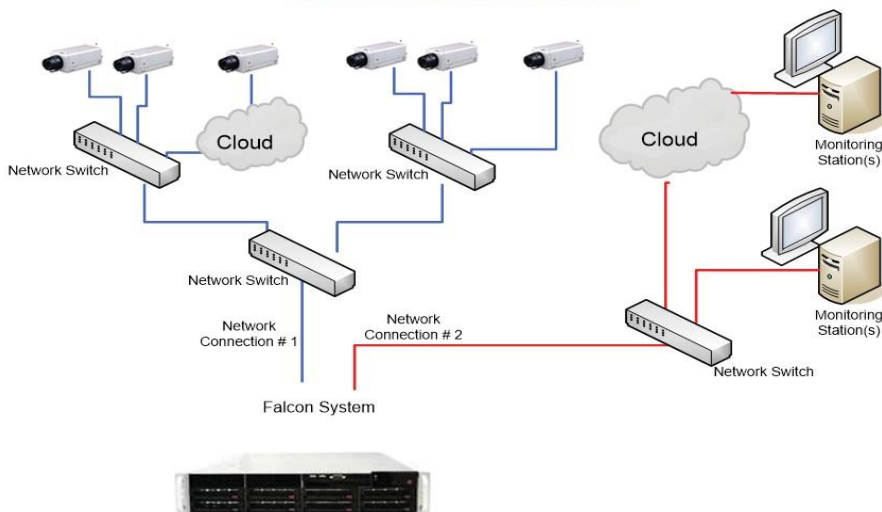 Cloud
Network Switch
Network Switch
Cloud
Monitoring
Station(s)
Network Switch
Network
Connection # 1
Network
Connection # 2
Monitoring
Station(s)
Network Switch
Falcon System